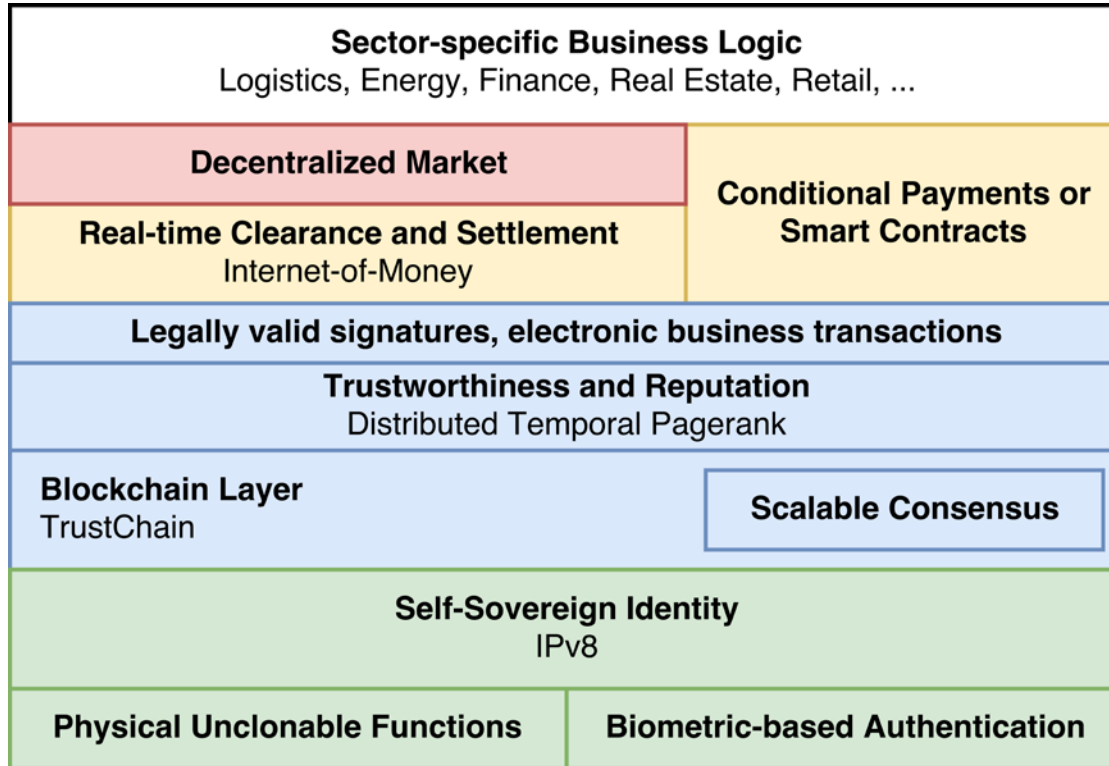 Sector-specific Business Logic
Logistics, Energy, Finance, Real Estate, Retail, ...
Decentralized Market
Real-time Clearance and Settlement
Internet-of-Money
Conditional Payments or
Smart Contracts
Legally valid signatures, electronic business transactions
Trustworthiness and Reputation
Distributed Temporal Pagerank
Blockchain Layer
TrustChain
Scalable Consensus
Self-Sovereign Identity
IPv8
Physical Unclonable Functions
Biometric-based Authentication